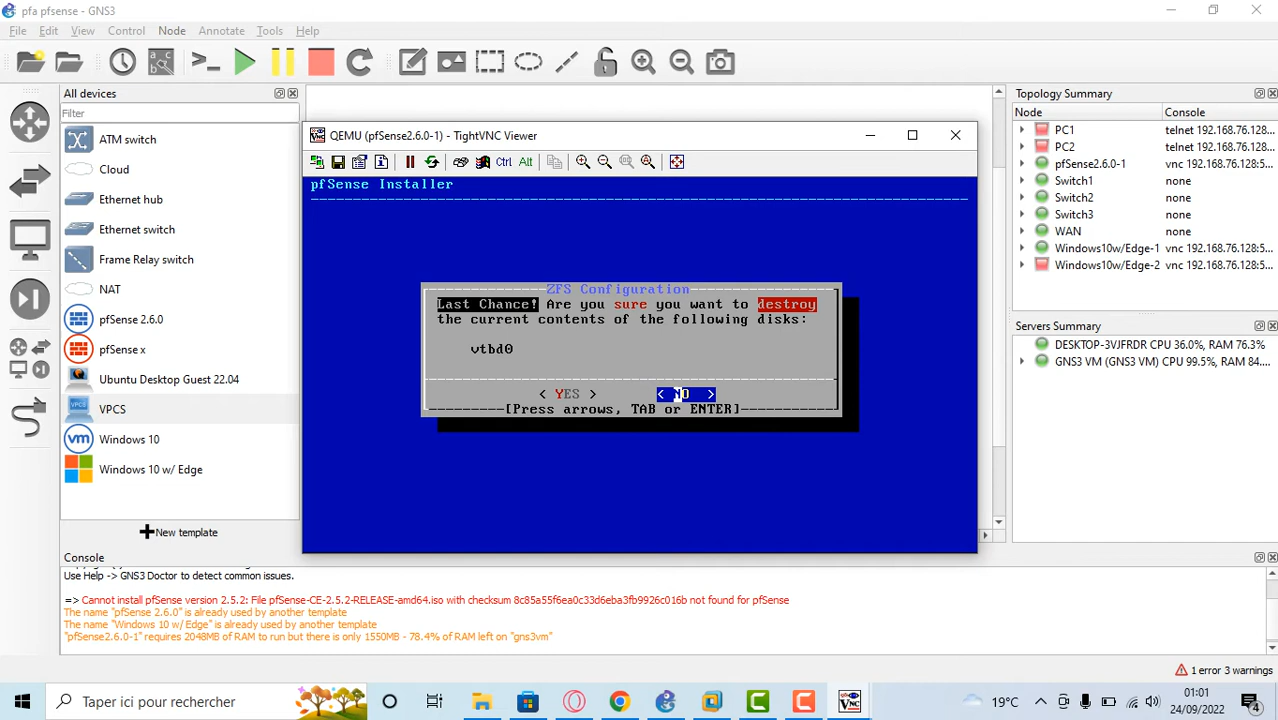 pfa pfsense - GNS3
File Edit View Control Node Annotate Tools Help
All devices
Filter
ATM switch
Cloud
Ethernet hub
Ethernet switch
Frame Relay switch
NAT
pfSense 2.6.0
pfSense x
Ubuntu Desktop Guest 22.04
VPCS
Windows 10
Windows 10 w/ Edge
New template
QEMU (pfSense2.6.0-1) - TightVNC Viewer
Ctrl Alt
pfSense Installer
ZFS Configuration
Last Chance! Are you sure you want to destroy
the current contents of the following disks:
vtbd0
< YES > < NO >
[Press arrows, TAB or ENTER]
Topology Summary
Node Console
PC1 telnet 192.168.76.128:5
PC2 telnet 192.168.76.128:5
pfSense2.6.0-1 vnc 192.168.76.128:5
Switch1 none
Switch2 none
Switch3 none
WAN none
Windows10w/Edge-1 vnc 192.168.76.128:5
Windows10w/Edge-2 vnc 192.168.76.128:5
Servers Summary
DESKTOP-3VJFRDR CPU 36.0%, RAM 76.3%
GNS3 VM (GNS3 VM) CPU 99.5%, RAM 84....
Console
Use Help -> GNS3 Doctor to detect common issues.
=> Cannot install pfSense version 2.5.2: File pfSense-CE-2.5.2-RELEASE-amd64.iso with checksum 8c85a55f6ea0c33d6eba3fb9926c016b not found for pfSense
The name "pfSense 2.6.0" is already used by another template
The name "Windows 10 w/ Edge" is already used by another template
"pfSense2.6.0-1" requires 2048MB of RAM to run but there is only 1550MB - 78.4% of RAM left on "gns3vm"
1 error 3 warnings
Taper ici pour rechercher
19°C
01:01
24/09/2022
4